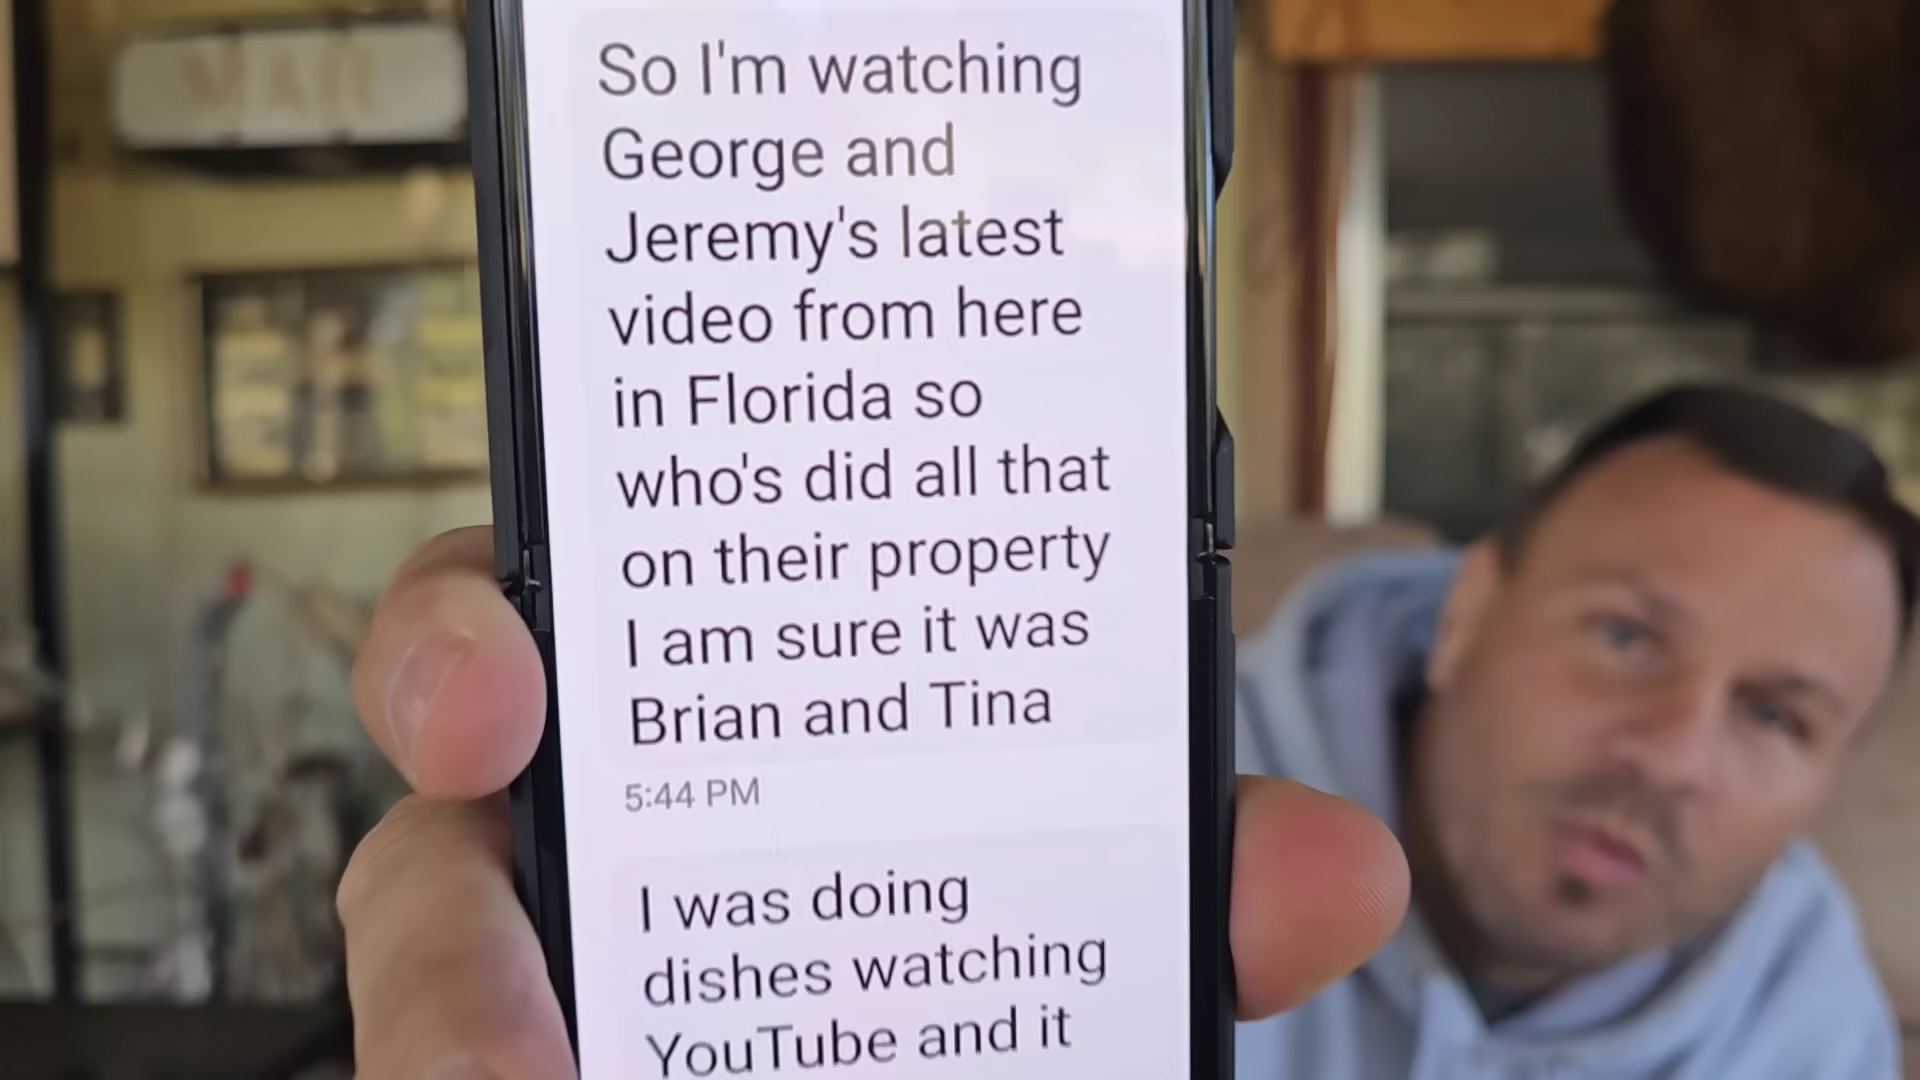 MAIL
So I'm watching
George and
Jeremy's latest
video from here
in Florida so
who's did all that
on their property
I am sure it was
Brian and Tina
5:44 PM
I was doing
dishes watching
YouTube and it